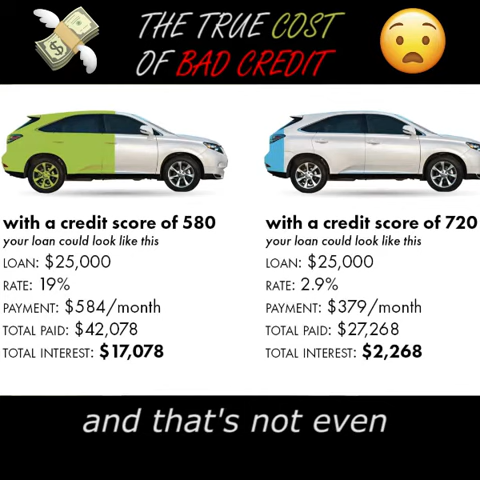 THE TRUE COST
OF BAD CREDIT
with a credit score of 580
your loan could look like this
LOAN: $25,000
RATE: 19%
PAYMENT: $584/month
TOTAL PAID: $42,078
TOTAL INTEREST: $17,078
with a credit score of 720
your loan could look like this
LOAN: $25,000
RATE: 2.9%
PAYMENT: $379/month
TOTAL PAID: $27,268
TOTAL INTEREST: $2,268
and that's not even